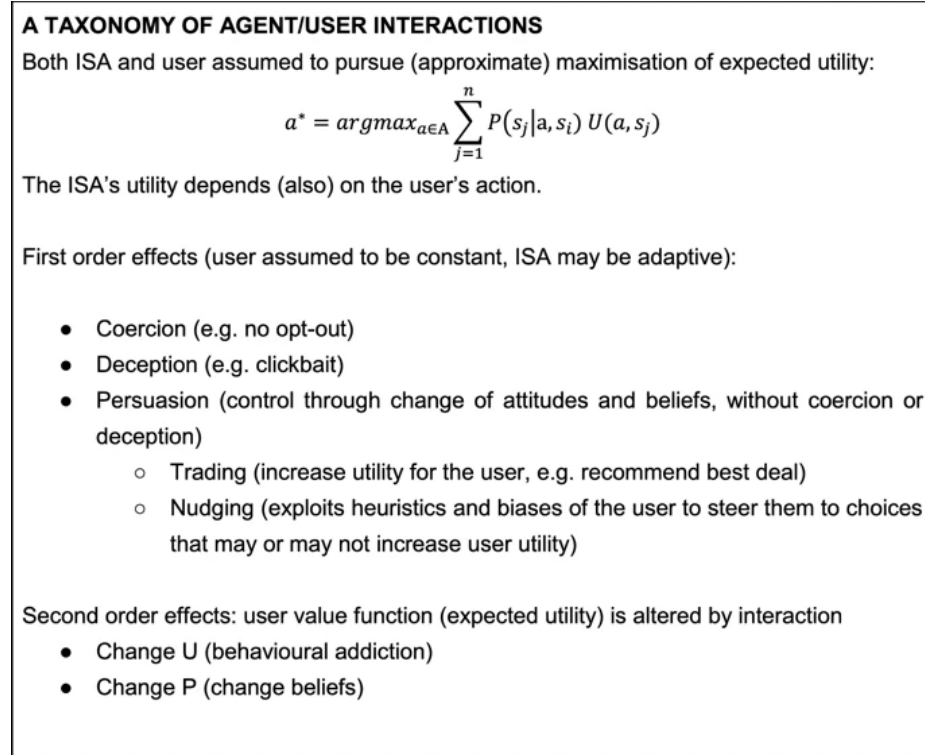 A TAXONOMY OF AGENT/USER INTERACTIONS
Both ISA and user assumed to pursue (approximate) maximisation of expected utility:
a* = argmax_{a∈A} ∑_{j=1}^{n} P(s_j|a, s_i) U(a, s_j)
The ISA's utility depends (also) on the user's action.
First order effects (user assumed to be constant, ISA may be adaptive):
● Coercion (e.g. no opt-out)
● Deception (e.g. clickbait)
● Persuasion (control through change of attitudes and beliefs, without coercion or
deception)
○ Trading (increase utility for the user, e.g. recommend best deal)
○ Nudging (exploits heuristics and biases of the user to steer them to choices
that may or may not increase user utility)
Second order effects: user value function (expected utility) is altered by interaction
● Change U (behavioural addiction)
● Change P (change beliefs)